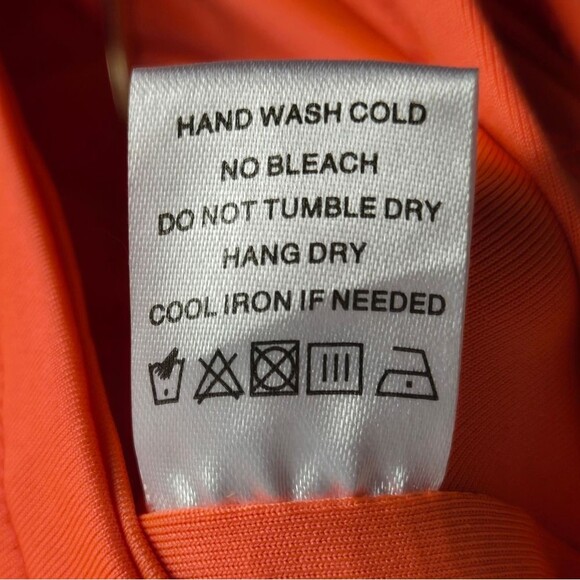 HAND WASH COLD
NO BLEACH
DO NOT TUMBLE DRY
HANG DRY
COOL IRON IF NEEDED